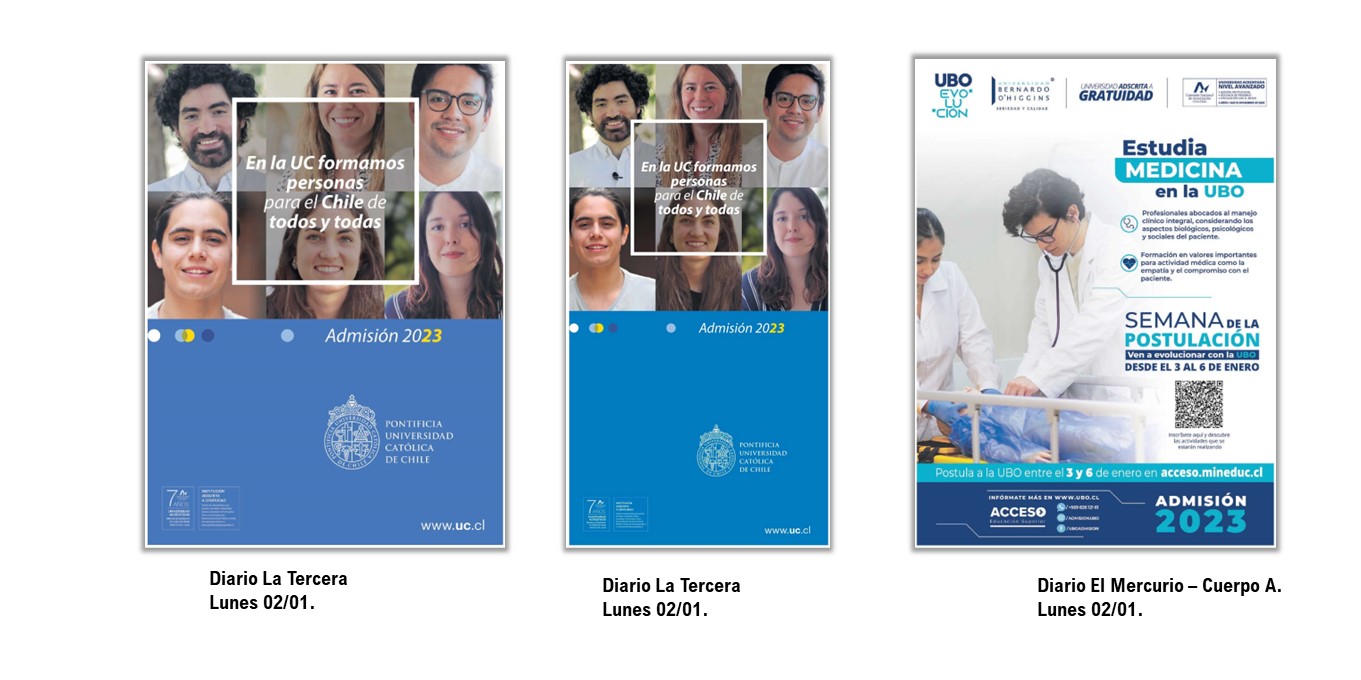 En la UC formamos
personas
para el Chile de
todos y todas
Admisión 2023
PONTIFICIA
UNIVERSIDAD
CATÓLICA
DE CHILE
7
AÑOS
www.uc.cl
Diario La Tercera
Lunes 02/01.
En la UC formamos
personas
para el Chile de
todos y todas
Admisión 2023
PONTIFICIA
UNIVERSIDAD
CATÓLICA
DE CHILE
7
AÑOS
www.uc.cl
Diario La Tercera
Lunes 02/01.
UBO
EVO
LU
CIÓN
UNIVERSIDAD
BERNARDO
O'HIGGINS
SOCIEDAD Y CALIDAD
UNIVERSIDAD ADSCRITA A
GRATUIDAD
UNIVERSIDAD ACREDITADA
NIVEL AVANZADO
Estudia
MEDICINA
en la UBO
Profesionales abocados al manejo
clínico integral, considerando los
aspectos biológicos, psicológicos
y sociales del paciente.
Formación en valores importantes
para actividad médica como la
empatía y el compromiso con el
paciente.
SEMANA DE LA
POSTULACIÓN
Ven a evolucionar con la UBO
DESDE EL 3 AL 6 DE ENERO
Inscríbete aquí y descubre
las actividades que se
estarán realizando
Postula a la UBO entre el 3 y 6 de enero en acceso.mineduc.cl
INFÓRMATE MÁS EN WWW.UBO.CL
ACCESO
Educación Superior
/ADMISIONUBO
/UBOADMISION
ADMISIÓN
2023
Diario El Mercurio – Cuerpo A.
Lunes 02/01.